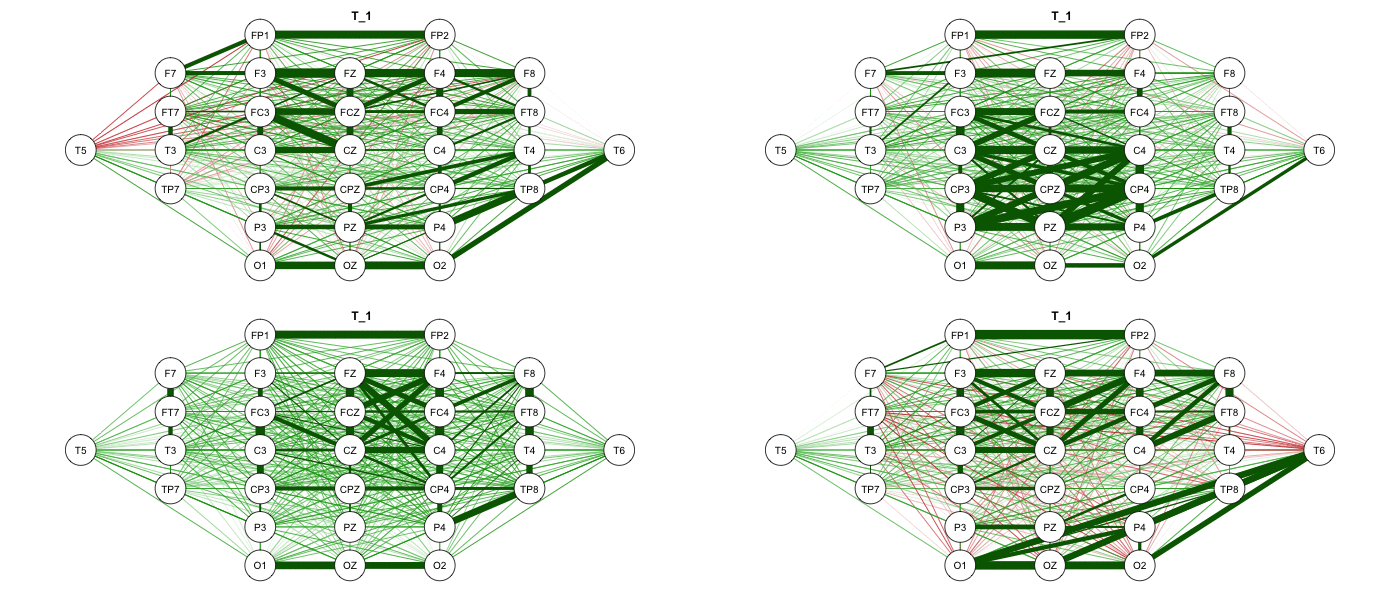 T_1
FP1 FP2
F7 F3 FZ F4 F8
FT7 FC3 FCZ FC4 FT8
T5 T3 C3 CZ C4 T4 T6
TP7 CP3 CPZ CP4 TP8
P3 PZ P4
O1 OZ O2
T_1
FP1 FP2
F7 F3 FZ F4 F8
FT7 FC3 FCZ FC4 FT8
T5 T3 C3 CZ C4 T4 T6
TP7 CP3 CPZ CP4 TP8
P3 PZ P4
O1 OZ O2
T_1
FP1 FP2
F7 F3 FZ F4 F8
FT7 FC3 FCZ FC4 FT8
T5 T3 C3 CZ C4 T4 T6
TP7 CP3 CPZ CP4 TP8
P3 PZ P4
O1 OZ O2
T_1
FP1 FP2
F7 F3 FZ F4 F8
FT7 FC3 FCZ FC4 FT8
T5 T3 C3 CZ C4 T4 T6
TP7 CP3 CPZ CP4 TP8
P3 PZ P4
O1 OZ O2